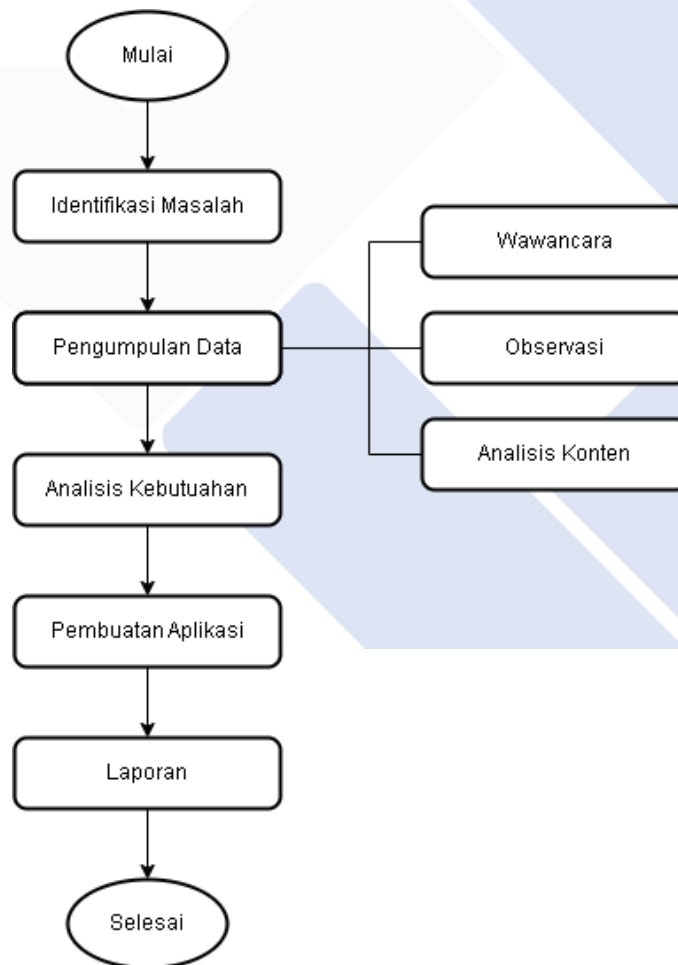 Mulai
Identifikasi Masalah
Wawancara
Pengumpulan Data
Observasi
Analisis Konten
Analisis Kebutuahan
Pembuatan Aplikasi
Laporan
Selesai